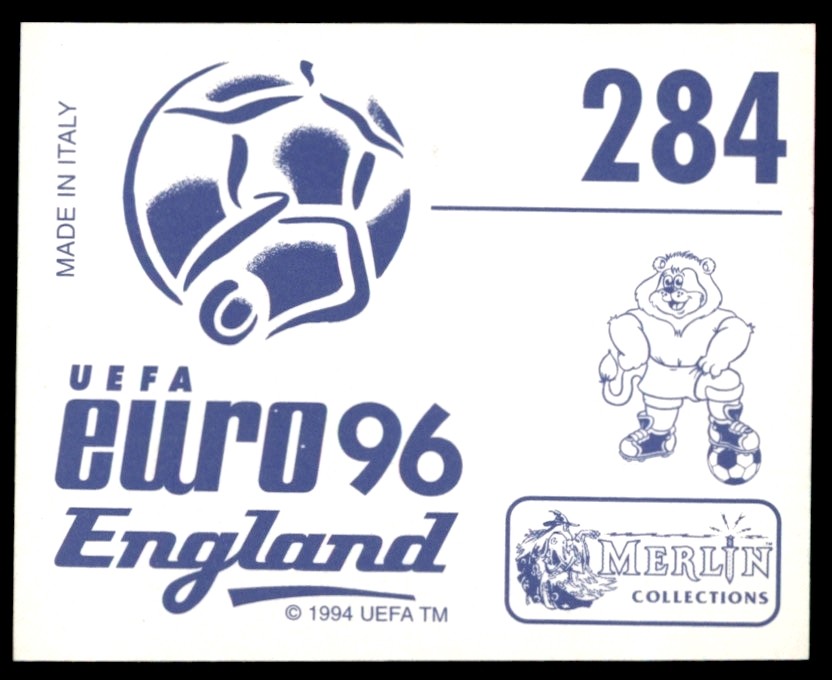 MADE IN ITALY
284
UEFA
euro 96
England
© 1994 UEFA TM
MERLIN
COLLECTIONS